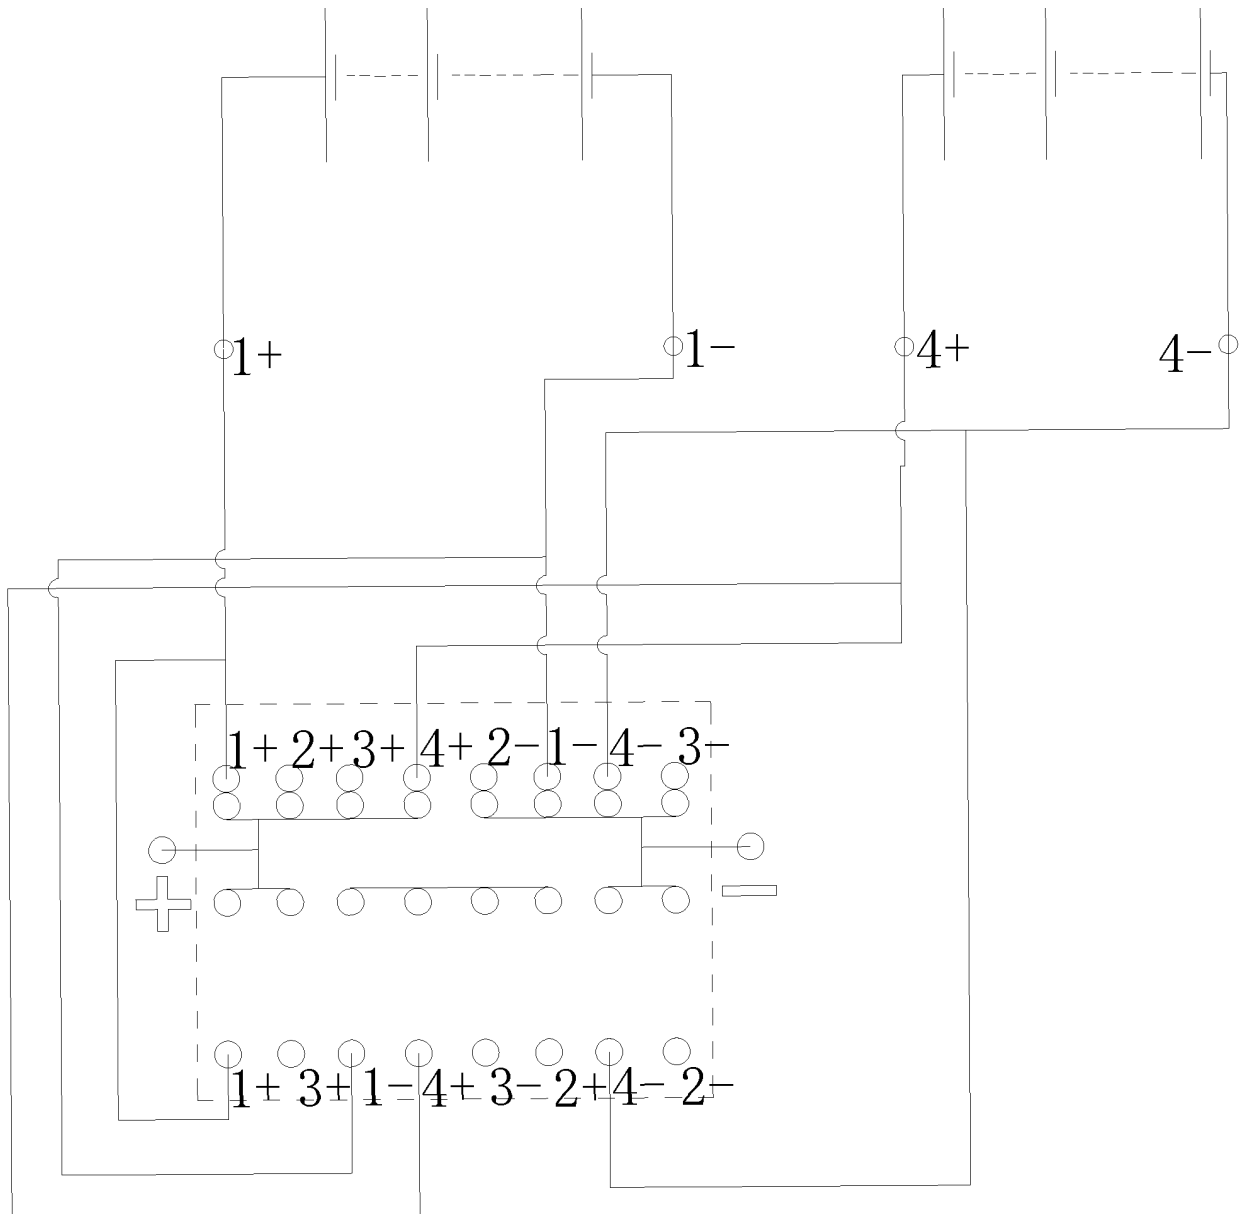 1+ 1- 4+ 4-
1+ 2+ 3+ 4+ 2- 1- 4- 3-
+ -
1+ 3+ 1- 4+ 3- 2+ 4- 2-